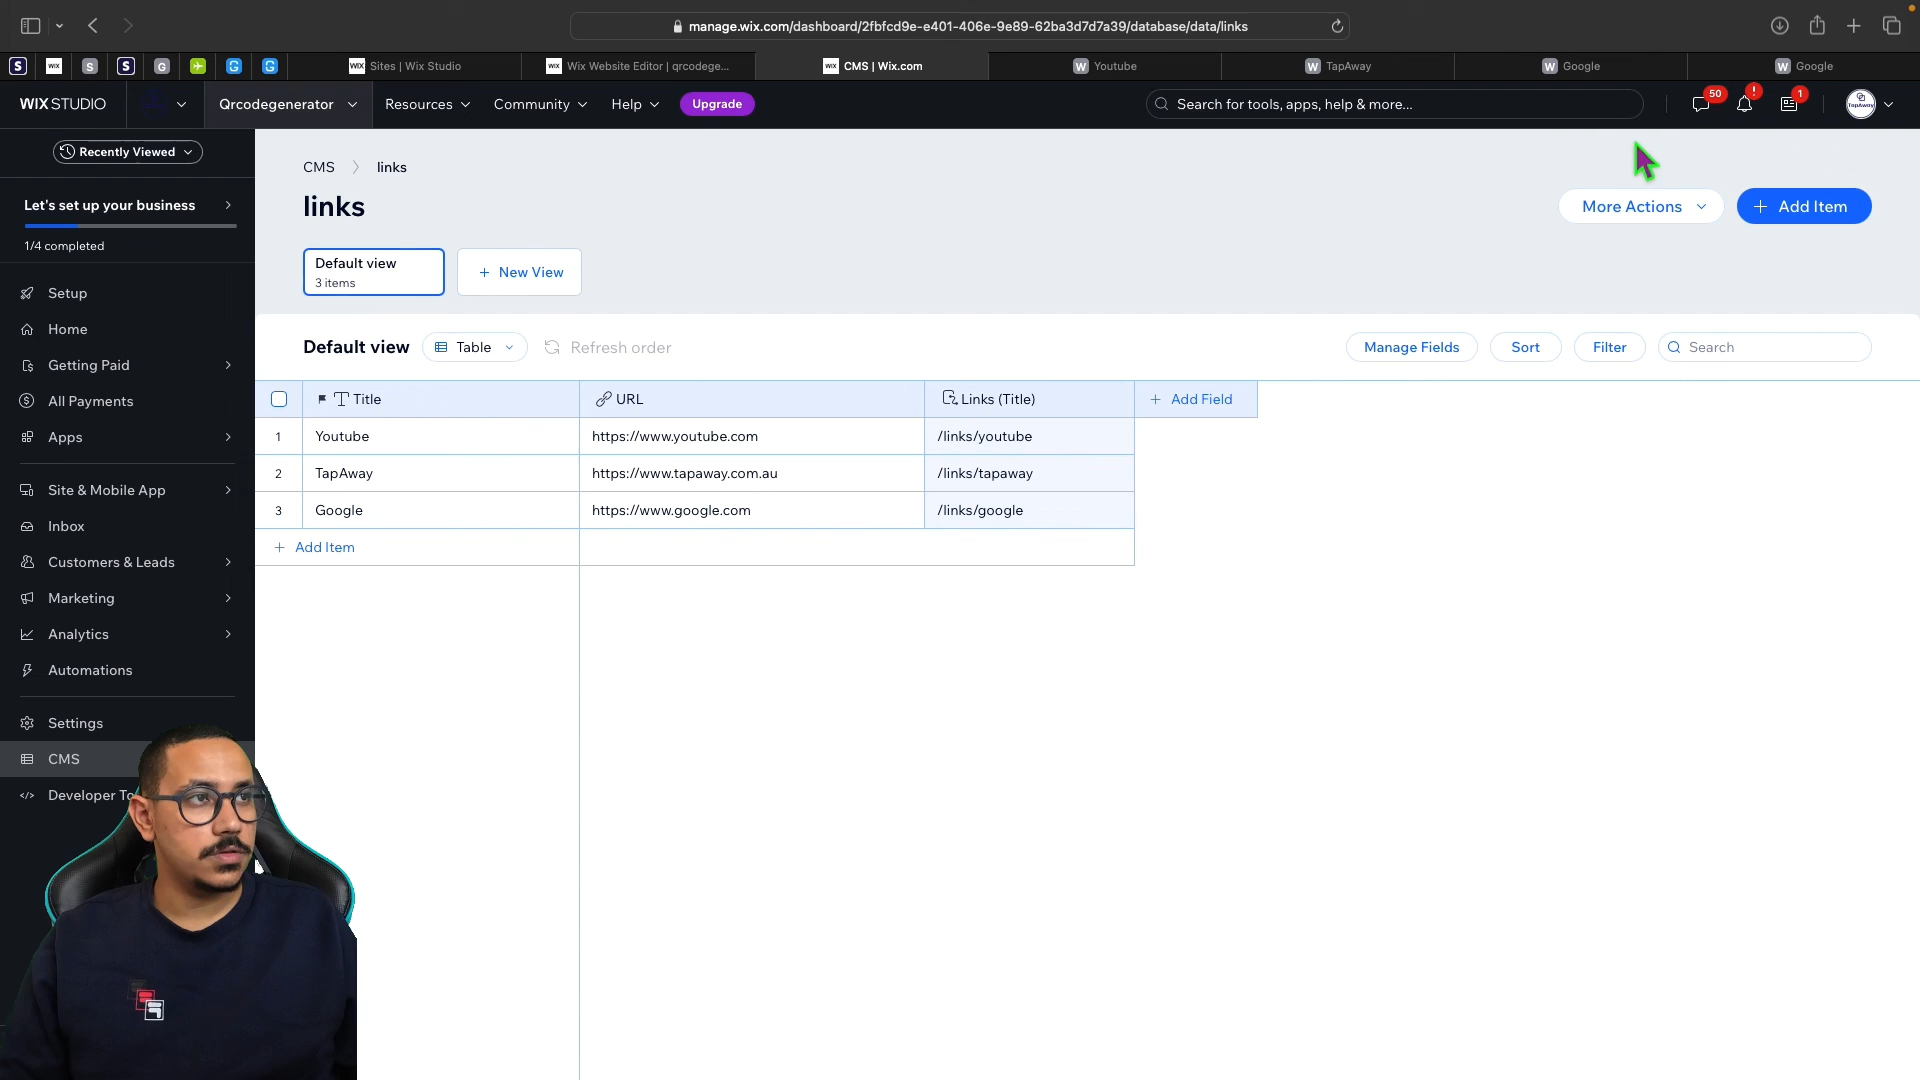 manage.wix.com/dashboard/2fbfcd9e-e401-406e-9e89-62ba3d7d7a39/database/data/links
S
WIX
S
S
G
G
G
WIX Sites | Wix Studio
WIX Wix Website Editor | qrcodege...
WIX CMS | Wix.com
W Youtube
W TapAway
W Google
W Google
WIX STUDIO
Qrcodegenerator
Resources
Community
Help
Upgrade
Search for tools, apps, help & more...
50
!
1
TapAway
Recently Viewed
Let's set up your business
1/4 completed
Setup
Home
Getting Paid
All Payments
Apps
Site & Mobile App
Inbox
Customers & Leads
Marketing
Analytics
Automations
Settings
CMS
Developer To
CMS > links
links
More Actions
+ Add Item
Default view
3 items
+ New View
Default view
Table
Refresh order
Manage Fields
Sort
Filter
Search
Title URL Links (Title) + Add Field
1 Youtube https://www.youtube.com /links/youtube
2 TapAway https://www.tapaway.com.au /links/tapaway
3 Google https://www.google.com /links/google
+ Add Item